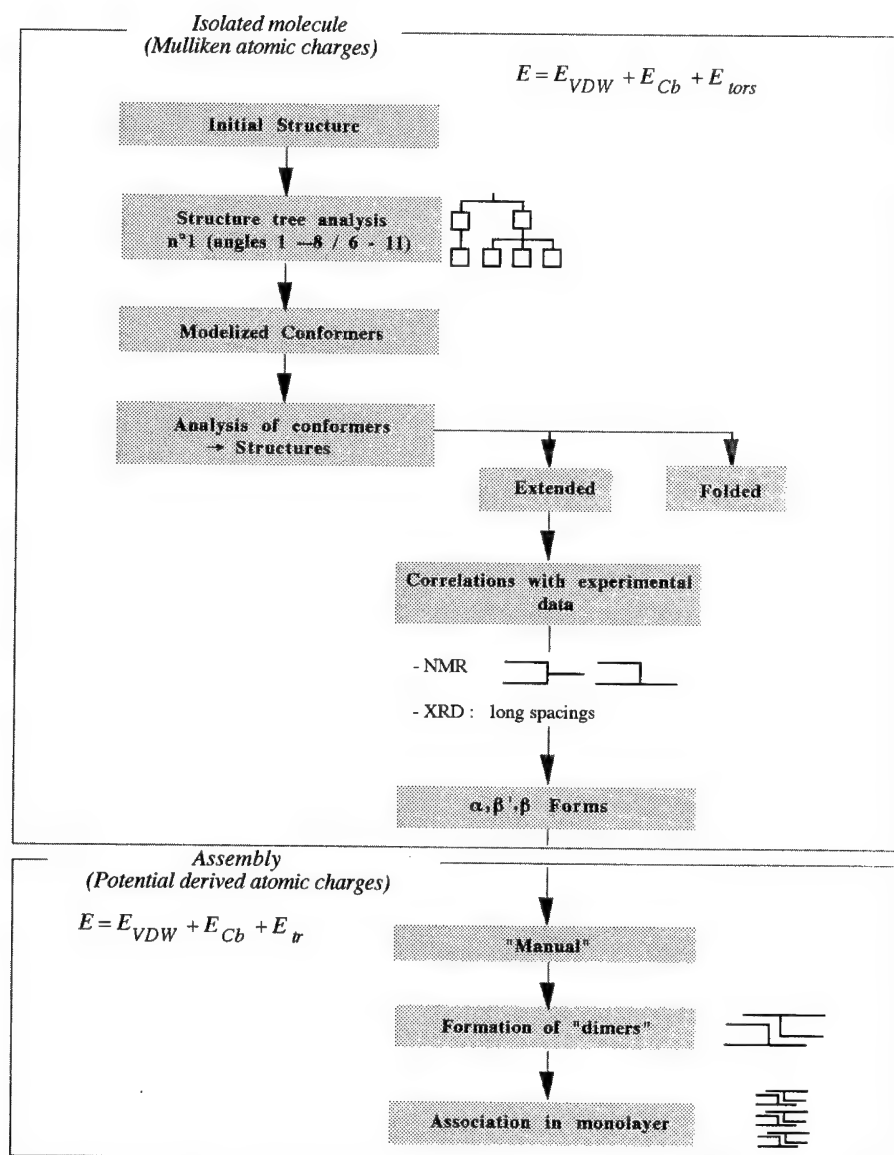 Isolated molecule
(Mulliken atomic charges)
E = E_VDW + E_Cb + E_tors
Initial Structure
Structure tree analysis
n°1 (angles 1 —8 / 6 - 11)
Modelized Conformers
Analysis of conformers
→ Structures
Extended
Folded
Correlations with experimental
data
- NMR
- XRD : long spacings
α,β',β Forms
Assembly
(Potential derived atomic charges)
E = E_VDW + E_Cb + E_tr
"Manual"
Formation of "dimers"
Association in monolayer